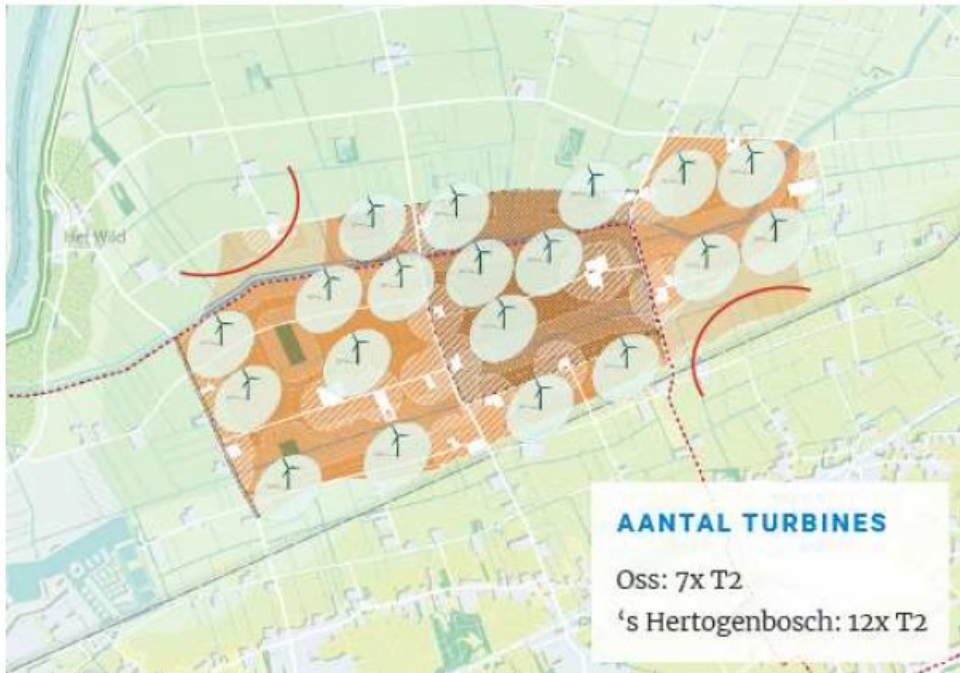 Het Wild
AANTAL TURBINES
Oss: 7x T2
‘s Hertogenbosch: 12x T2